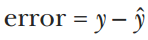 error = y − ŷ